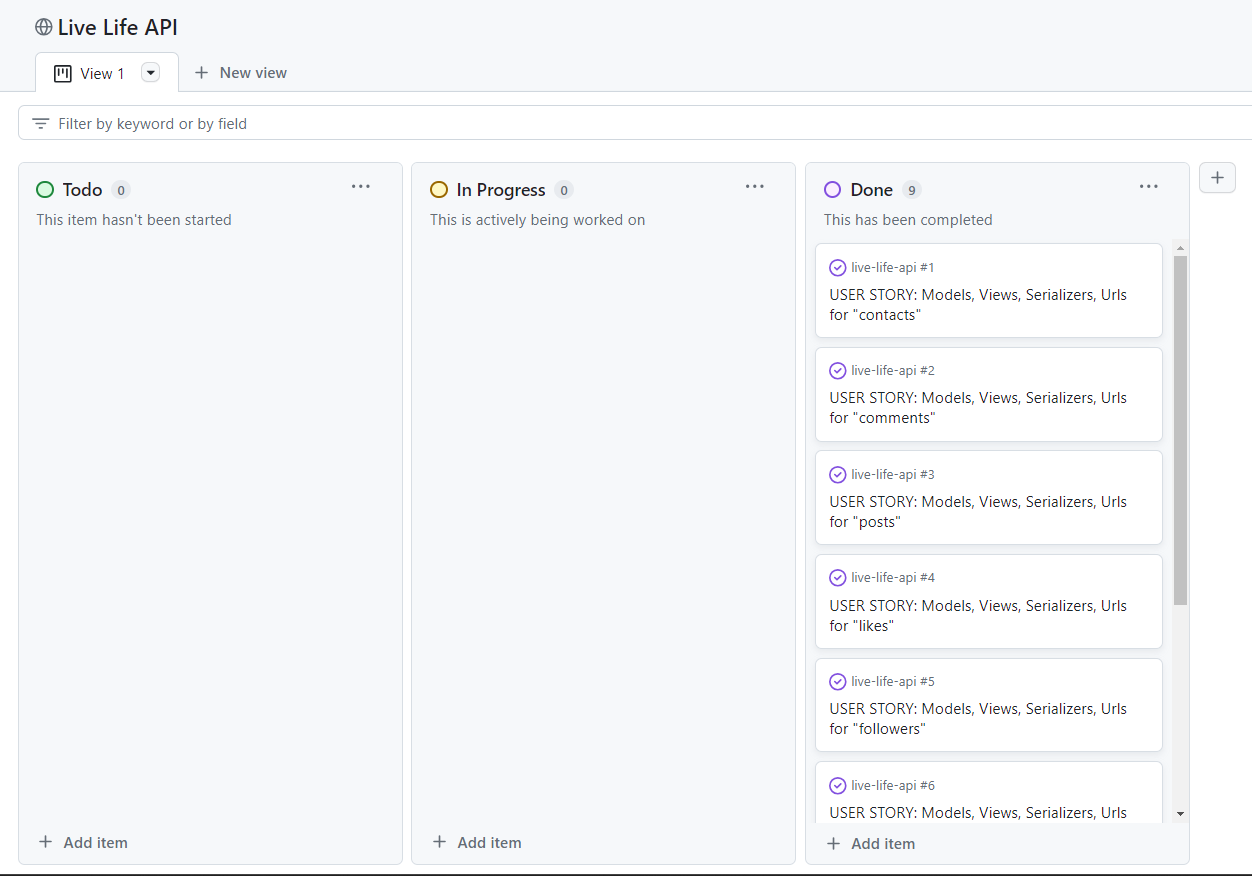 Live Life API
View 1
New view
Filter by keyword or by field
Todo 0
This item hasn't been started
Add item
In Progress 0
This is actively being worked on
Add item
Done 9
This has been completed
live-life-api #1
USER STORY: Models, Views, Serializers, Urls
for "contacts"
live-life-api #2
USER STORY: Models, Views, Serializers, Urls
for "comments"
live-life-api #3
USER STORY: Models, Views, Serializers, Urls
for "posts"
live-life-api #4
USER STORY: Models, Views, Serializers, Urls
for "likes"
live-life-api #5
USER STORY: Models, Views, Serializers, Urls
for "followers"
live-life-api #6
USER STORY: Models, Views, Serializers, Urls
Add item